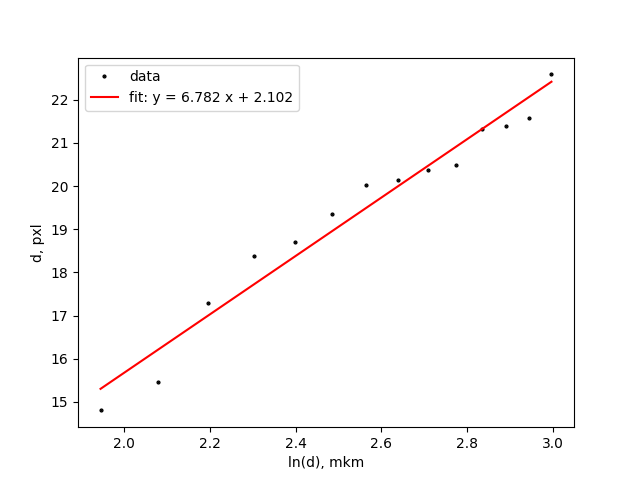 data
fit: y = 6.782 x + 2.102
22
21
20
19
18
17
16
15
d, pxl
2.0 2.2 2.4 2.6 2.8 3.0
ln(d), mkm